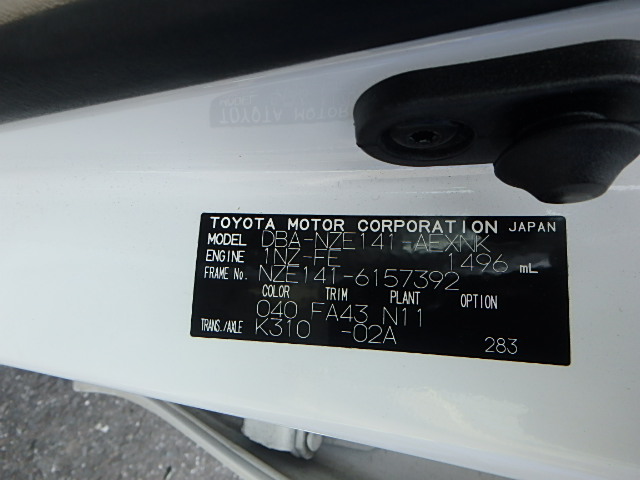 TOYOTA MOTOR CORPORATION JAPAN
MODEL DBA-NZE141-AEXNK
ENGINE 1NZ-FE 1496 mL
FRAME No. NZE141-6157392
COLOR TRIM PLANT OPTION
040 FA43 N11
TRANS./AXLE K310 -02A
283